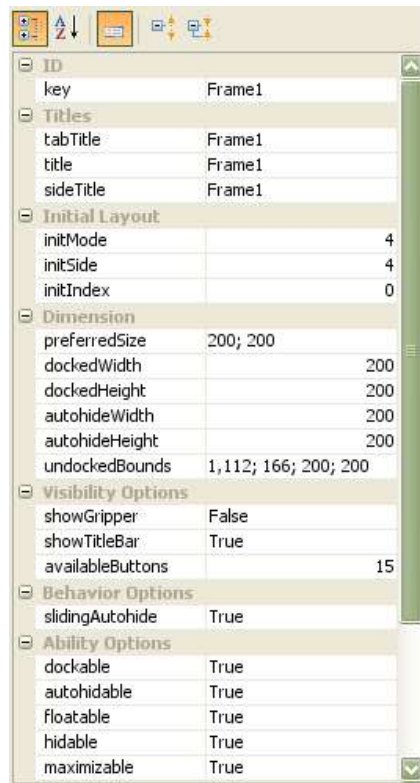 ID
key Frame1
Titles
tabTitle Frame1
title Frame1
sideTitle Frame1
Initial Layout
initMode 4
initSide 4
initIndex 0
Dimension
preferredSize 200; 200
dockedWidth 200
dockedHeight 200
autohideWidth 200
autohideHeight 200
undockedBounds 1,112; 166; 200; 200
Visibility Options
showGripper False
showTitleBar True
availableButtons 15
Behavior Options
slidingAutohide True
Ability Options
dockable True
autohidable True
floatable True
hidable True
maximizable True